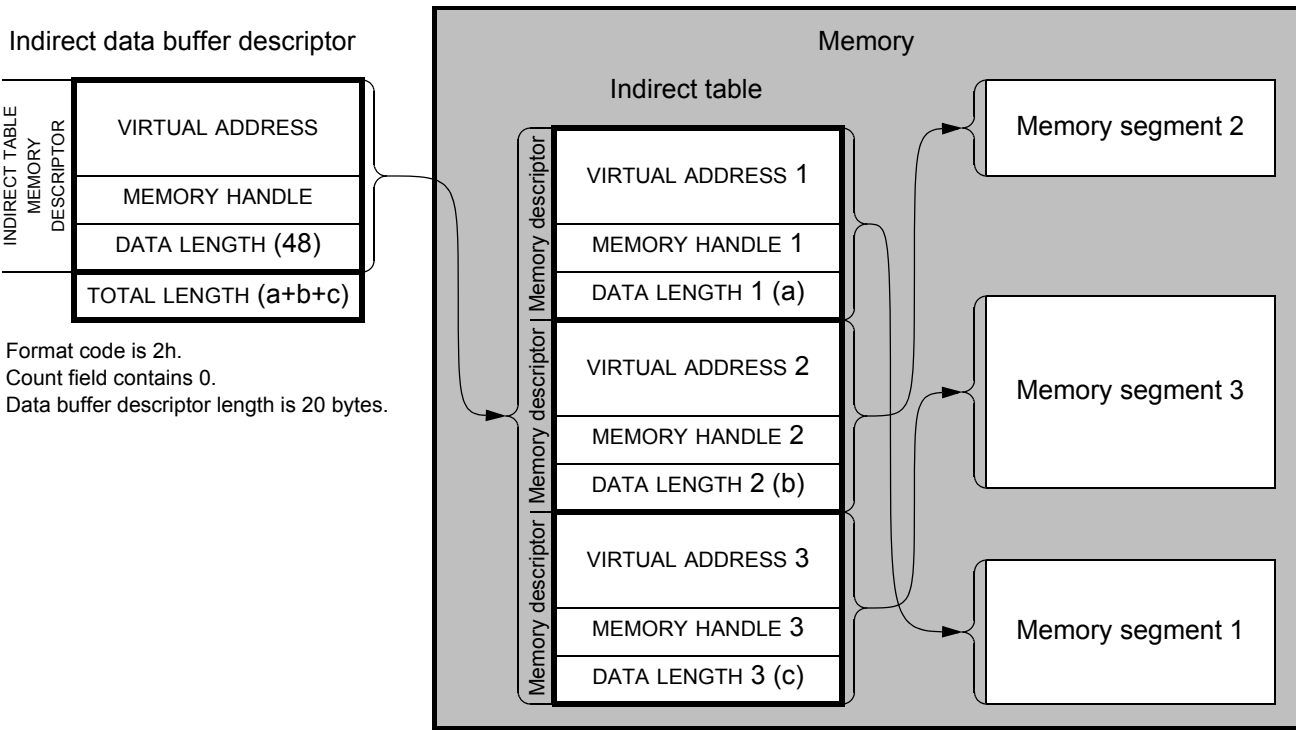 Indirect data buffer descriptor
INDIRECT TABLE
MEMORY
DESCRIPTOR
VIRTUAL ADDRESS
MEMORY HANDLE
DATA LENGTH (48)
TOTAL LENGTH (a+b+c)
Format code is 2h.
Count field contains 0.
Data buffer descriptor length is 20 bytes.
Memory
Indirect table
Memory descriptor
VIRTUAL ADDRESS 1
MEMORY HANDLE 1
DATA LENGTH 1 (a)
Memory descriptor
VIRTUAL ADDRESS 2
MEMORY HANDLE 2
DATA LENGTH 2 (b)
Memory descriptor
VIRTUAL ADDRESS 3
MEMORY HANDLE 3
DATA LENGTH 3 (c)
Memory segment 2
Memory segment 3
Memory segment 1